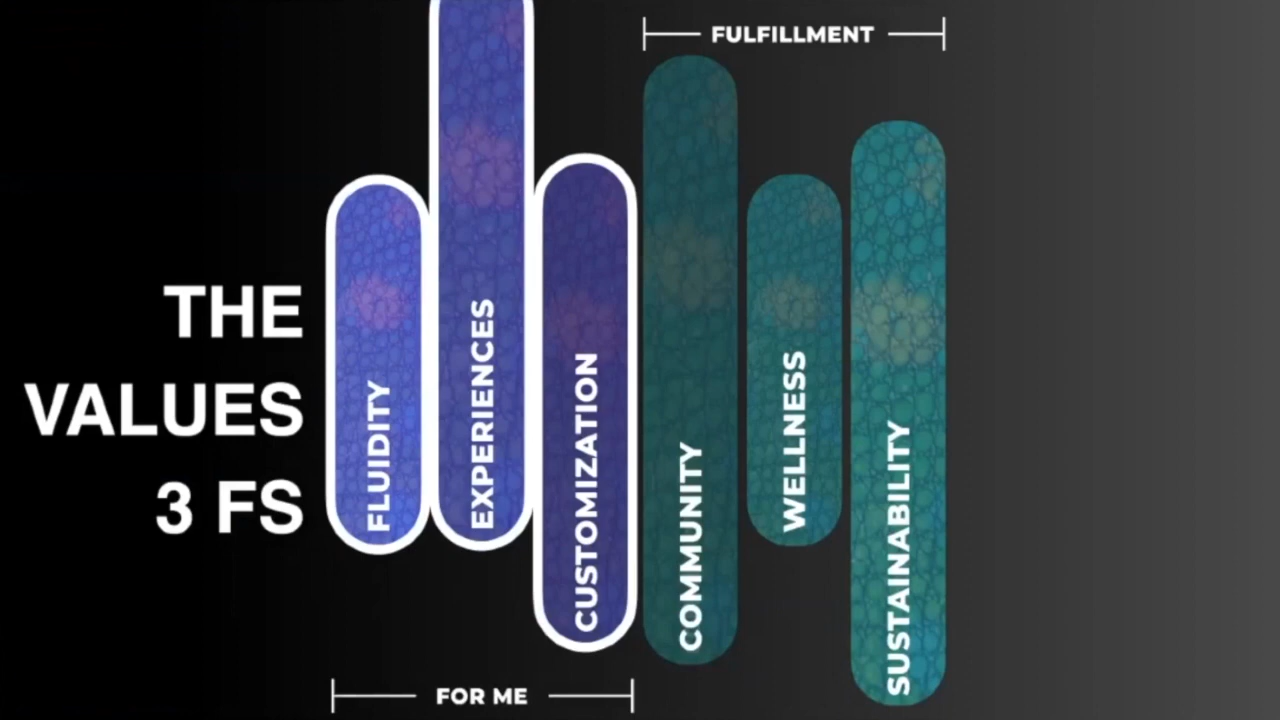 FULFILLMENT
THE
VALUES
3 FS
FLUIDITY
EXPERIENCES
CUSTOMIZATION
COMMUNITY
WELLNESS
SUSTAINABILITY
FOR ME